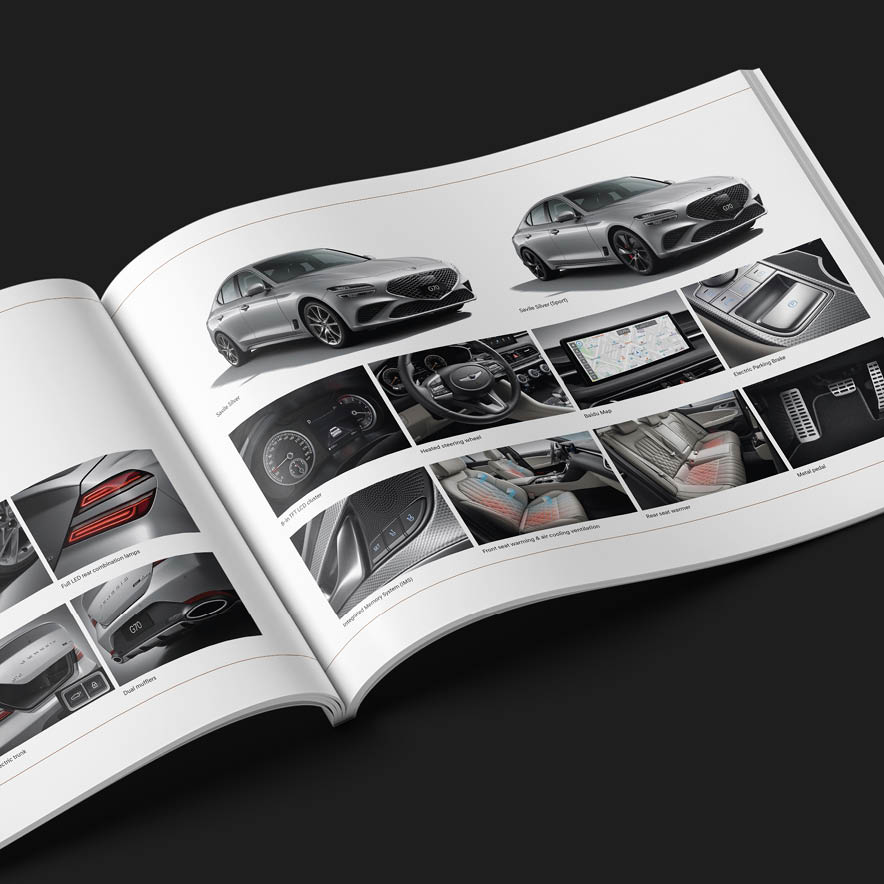 Full LED rear combination lamps
G70
Dual mufflers
ectric trunk
G70
Savile Silver
G70
Savile Silver (Sport)
8-in TFT LCD cluster
Heated steering wheel
Baidu Map
Electric Parking Brake
Integrated Memory System (IMS)
Front seat warming & air cooling ventilation
Rear seat warmer
Metal pedal